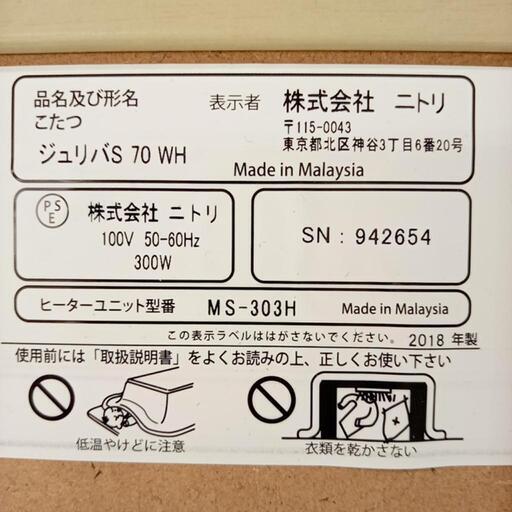 品名及び形名
こたつ
ジュリバS 70 WH
表示者 株式会社 ニトリ
〒115-0043
東京都北区神谷3丁目6番20号
Made in Malaysia
PSE 株式会社 ニトリ
100V 50-60Hz
300W
SN : 942654
ヒーターユニット型番 MS-303H Made in Malaysia
この表示ラベルははがさないでください。 2018 年製
使用前には「取扱説明書」をよくお読みの上、正しくお使い下さい
低温やけどに注意
衣類を乾かさない